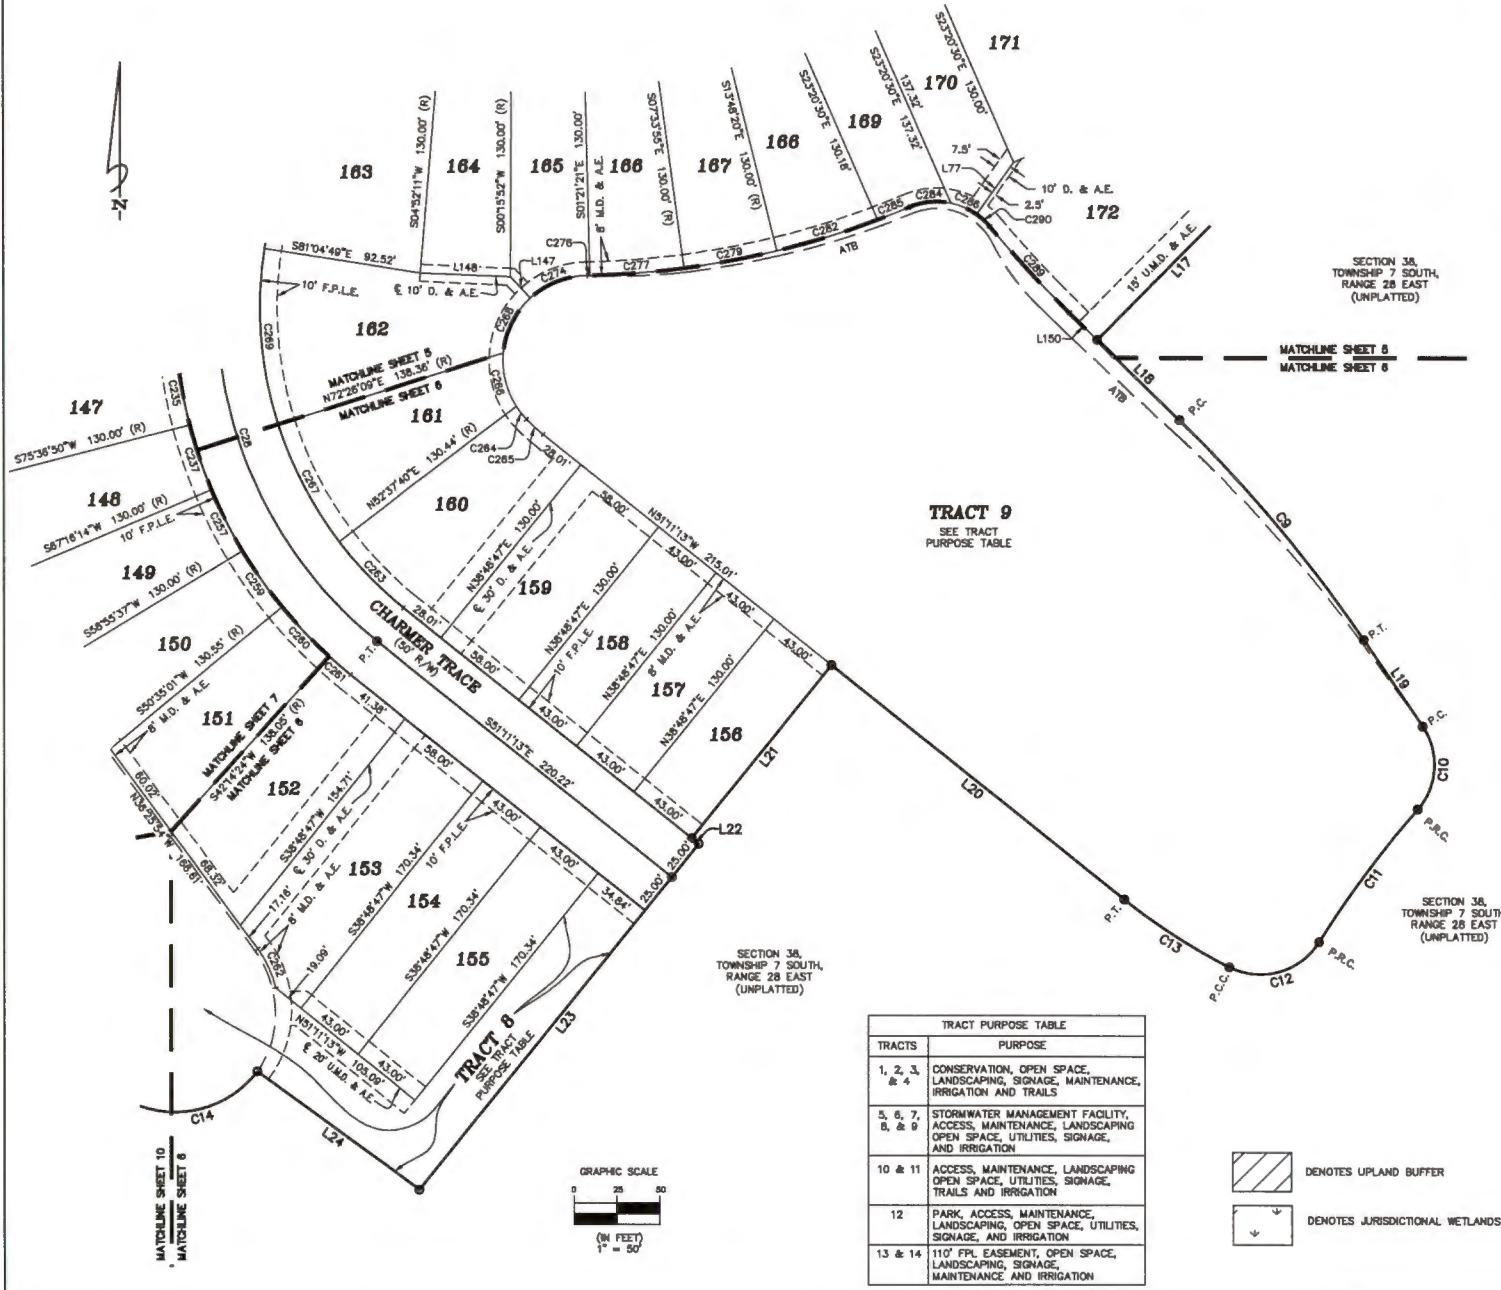 171
S23°20'30"E 130.00'
170
S23°20'30"E 137.32'
137.32'
169
S23°20'30"E 130.18'
166
S13°48'20"E 130.00' (R)
167
S07°33'55"E 130.00' (R)
166
S01°21'21"E 130.00'
8' M.D. & A.E.
165
S00°15'52"W 130.00' (R)
164
S04°52'11"W 130.00' (R)
163
N
7.5'
L77
10' D. & A.E.
2.5'
C290
172
C286
C284
C285
C282
ATB
C279
C277
C276
C274
L147
L148
℄ 10' D. & A.E.
S81°04'49"E 92.52'
10' F.P.L.E.
C269
162
C268
C289
15' U.M.D. & A.E.
L17
L150
SECTION 38,
TOWNSHIP 7 SOUTH,
RANGE 28 EAST
(UNPLATTED)
MATCHLINE SHEET 5
MATCHLINE SHEET 6
L18
ATB
P.C.
MATCHLINE SHEET 5
N72°26'09"E 138.36' (R)
MATCHLINE SHEET 6
161
C266
C264
C265
C235
147
S75°36'50"W 130.00' (R)
C237
C28
148
S67°16'14"W 130.00' (R)
10' F.P.L.E.
C257
C267
N52°37'40"E 130.44' (R)
160
28.01'
58.00'
N51°11'13"W 215.01'
43.00'
43.00'
43.00'
TRACT 9
SEE TRACT
PURPOSE TABLE
C9
149
S58°55'37"W 130.00' (R)
C259
C263
N38°48'47"E 130.00'
℄ 30' D. & A.E.
159
N38°48'47"E 130.00'
10' F.P.L.E.
158
N38°48'47"E 130.00'
8' M.D. & A.E.
157
N38°48'47"E 130.00'
156
28.01'
58.00'
43.00'
43.00'
43.00'
CHARMER TRACE
(50' R/W)
P.T.
S51°11'13"E 220.22'
150
S50°35'01"W 130.55' (R)
8' M.D. & A.E.
C260
C261
151
MATCHLINE SHEET 7
S42°14'24"W 138.05' (R)
MATCHLINE SHEET 6
60.02'
N36°25'54"W 168.61'
68.32'
152
41.38'
58.00'
43.00'
43.00'
34.84'
S38°48'47"W 154.71'
℄ 30' D. & A.E.
17.16'
8' M.D. & A.E.
153
S38°48'47"W 170.34'
10' F.P.L.E.
154
S38°48'47"W 170.34'
155
S38°48'47"W 170.34'
C262
19.09'
43.00'
43.00'
N51°11'13"W 105.09'
℄ 20' U.M.D. & A.E.
L21
L22
25.00'
25.00'
L20
P.T.
L19
P.C.
C10
P.R.C.
C11
P.R.C.
C12
P.C.C.
C13
P.T.
SECTION 38,
TOWNSHIP 7 SOUTH
RANGE 28 EAST
(UNPLATTED)
SECTION 38,
TOWNSHIP 7 SOUTH,
RANGE 28 EAST
(UNPLATTED)
TRACT 8
SEE TRACT
PURPOSE TABLE
L23
L24
C14
MATCHLINE SHEET 10
MATCHLINE SHEET 6
GRAPHIC SCALE
0 25 50
(IN FEET)
1" = 50'
TRACT PURPOSE TABLE
TRACTS PURPOSE
1, 2, 3, & 4 CONSERVATION, OPEN SPACE,
LANDSCAPING, SIGNAGE, MAINTENANCE,
IRRIGATION AND TRAILS
5, 6, 7, 8, & 9 STORMWATER MANAGEMENT FACILITY,
ACCESS, MAINTENANCE, LANDSCAPING
OPEN SPACE, UTILITIES, SIGNAGE,
AND IRRIGATION
10 & 11 ACCESS, MAINTENANCE, LANDSCAPING
OPEN SPACE, UTILITIES, SIGNAGE,
TRAILS AND IRRIGATION
12 PARK, ACCESS, MAINTENANCE,
LANDSCAPING, OPEN SPACE, UTILITIES,
SIGNAGE, AND IRRIGATION
13 & 14 110' FPL EASEMENT, OPEN SPACE,
LANDSCAPING, SIGNAGE,
MAINTENANCE AND IRRIGATION
DENOTES UPLAND BUFFER
DENOTES JURISDICTIONAL WETLANDS